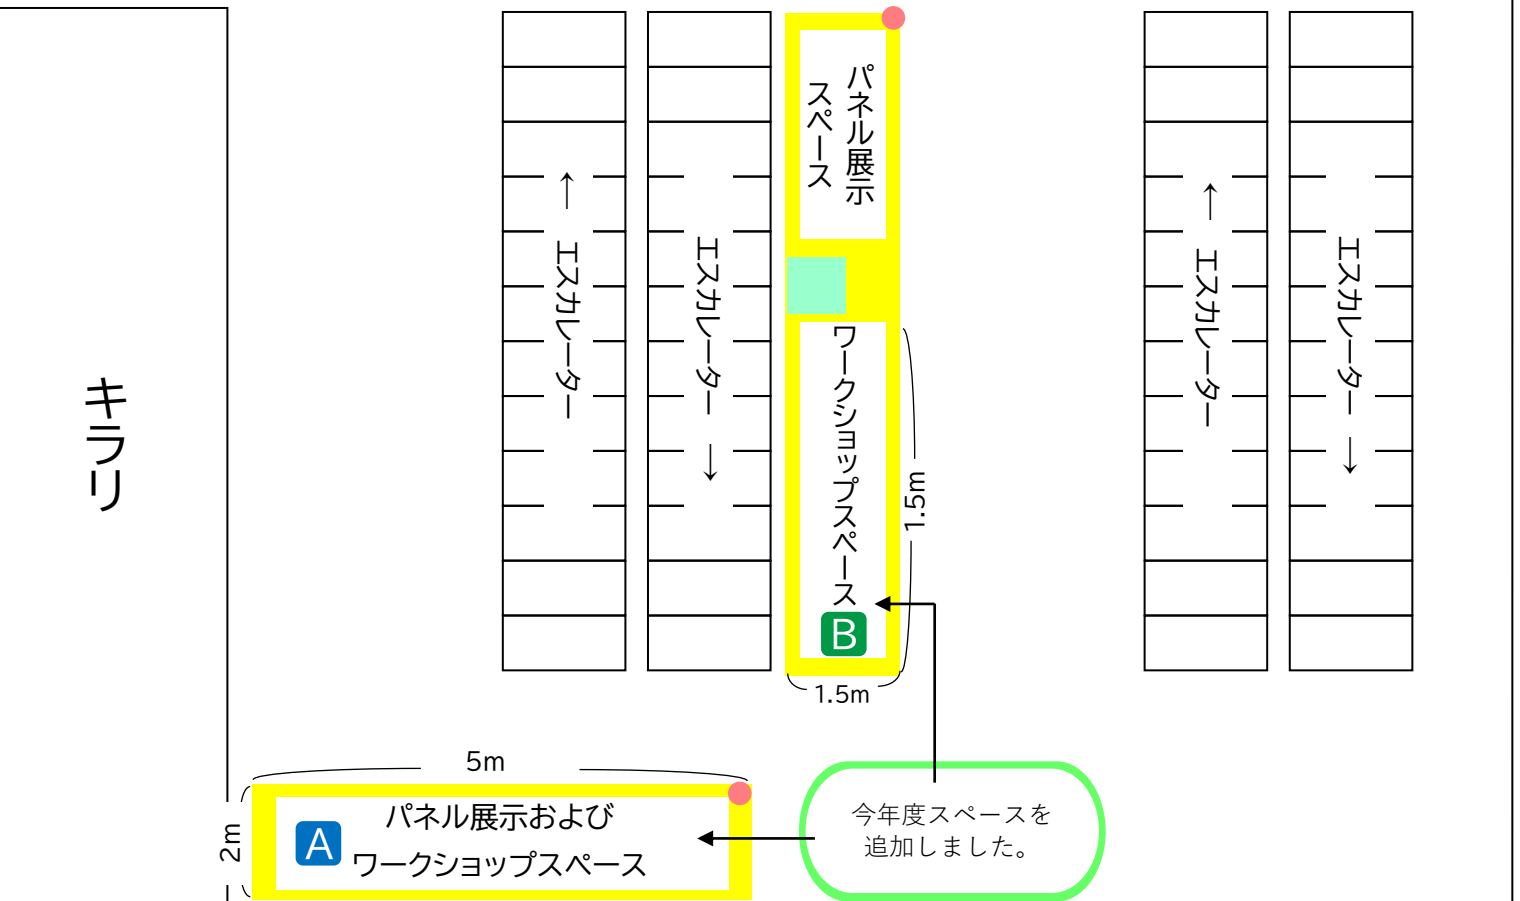 キラリ
← エスカレーター
エスカレーター →
パネル展示
スペース
ワークショップスペース
B
1.5m
1.5m
← エスカレーター
エスカレーター →
5m
2m
A
パネル展示および
ワークショップスペース
今年度スペースを
追加しました。